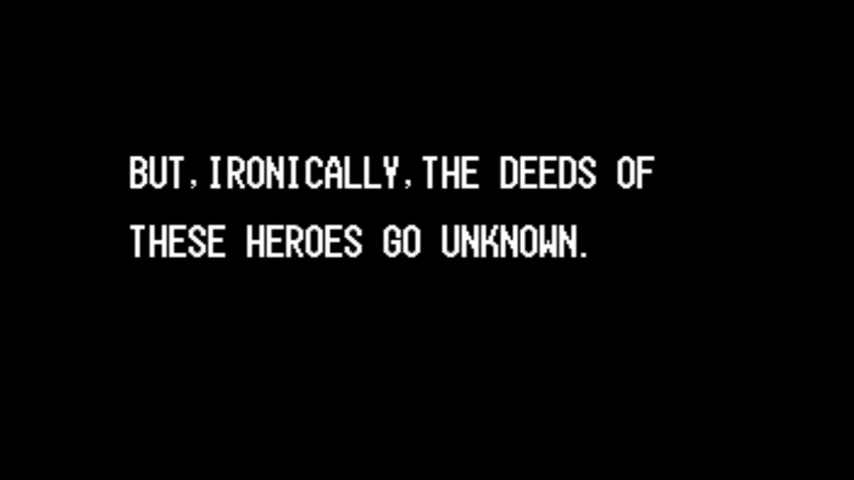 BUT, IRONICALLY, THE DEEDS OF
THESE HEROES GO UNKNOWN.